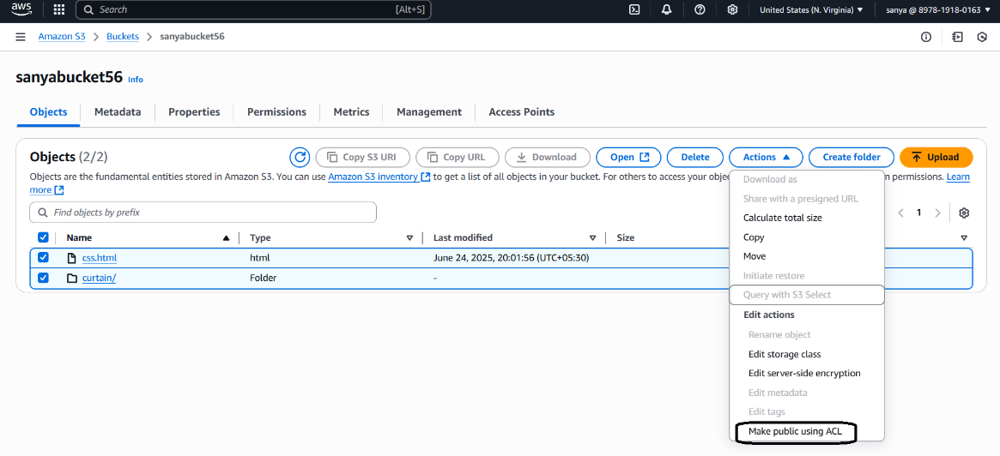 aws Search [Alt+S] United States (N. Virginia) sanya @ 8978-1918-0163
Amazon S3 > Buckets > sanyabucket56
sanyabucket56 Info
Objects Metadata Properties Permissions Metrics Management Access Points
Objects (2/2) Copy S3 URI Copy URL Download Open Delete Actions Create folder Upload
Objects are the fundamental entities stored in Amazon S3. You can use Amazon S3 inventory to get a list of all objects in your bucket. For others to access your permissions. Learn
more
Find objects by prefix 1
Name Type Last modified Size
css.html html June 24, 2025, 20:01:56 (UTC+05:30)
curtain/ Folder -
Download as
Share with a presigned URL
Calculate total size
Copy
Move
Initiate restore
Query with S3 Select
Edit actions
Rename object
Edit storage class
Edit server-side encryption
Edit metadata
Edit tags
Make public using ACL